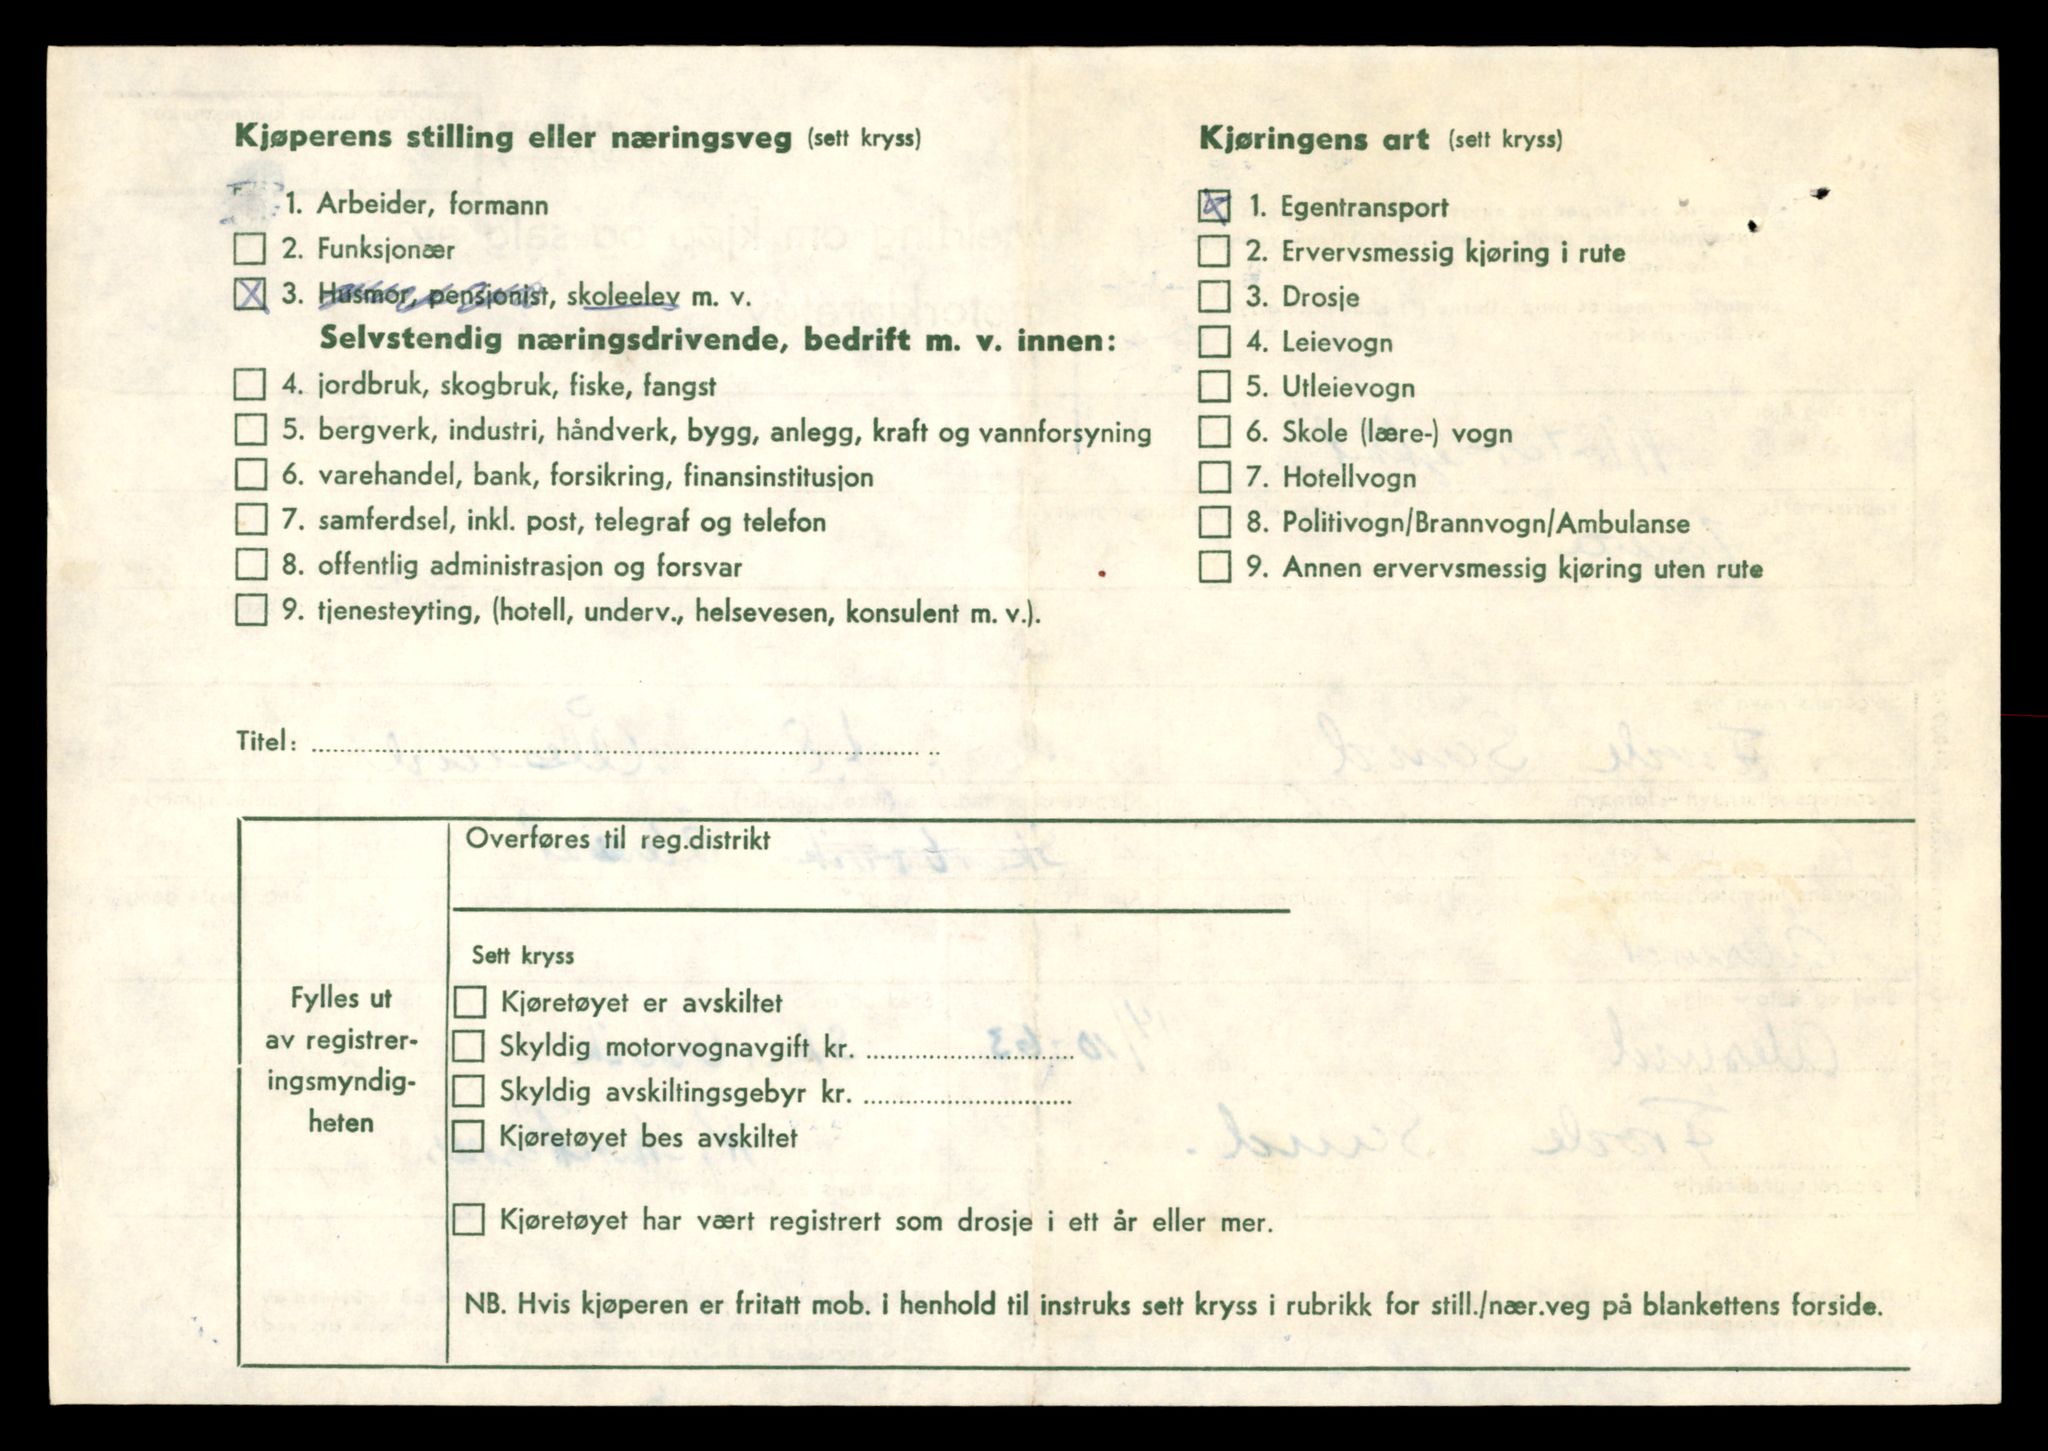 Kjøperens stilling eller næringsveg (sett kryss)
1. Arbeider, formann
2. Funksjonær
3. Husmor, pensjonist, skoleelev m. v.
Selvstendig næringsdrivende, bedrift m. v. innen:
4. jordbruk, skogbruk, fiske, fangst
5. bergverk, industri, håndverk, bygg, anlegg, kraft og vannforsyning
6. varehandel, bank, forsikring, finansinstitusjon
7. samferdsel, inkl. post, telegraf og telefon
8. offentlig administrasjon og forsvar
9. tjenesteyting, (hotell, underv., helsevesen, konsulent m. v.).
Kjøringens art (sett kryss)
1. Egentransport
2. Ervervsmessig kjøring i rute
3. Drosje
4. Leievogn
5. Utleievogn
6. Skole (lære-) vogn
7. Hotellvogn
8. Politivogn/Brannvogn/Ambulanse
9. Annen ervervsmessig kjøring uten rute
Titel:
Fylles ut
av registrer-
ingsmyndig-
heten
Overføres til reg.distrikt
Sett kryss
Kjøretøyet er avskiltet
Skyldig motorvognavgift kr.
Skyldig avskiltingsgebyr kr.
Kjøretøyet bes avskiltet
Kjøretøyet har vært registrert som drosje i ett år eller mer.
NB. Hvis kjøperen er fritatt mob. i henhold til instruks sett kryss i rubrikk for still./nær.veg på blankettens forside.